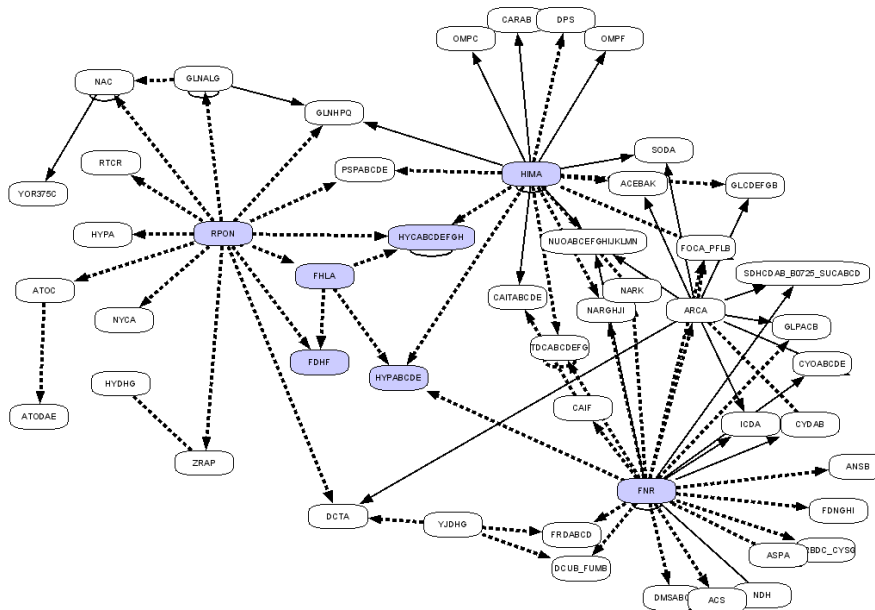 CARAB
DPS
OMPC
OMPF
NAC
GLNALG
GLNHPQ
SODA
RTCR
PSPABCDE
HIMA
ACEBAK
GLCDEFGB
YOR375C
HYPA
RPON
HYCABCDEFGH
NUOABCEFGHIJKLMN
FOCA_PFLB
FHLA
SDHCDAB_B0725_SUCABCD
ATOC
CAITABCDE
NARK
NARGHJI
ARCA
NYCA
GLPACB
TDCABCDEFG
FDHF
HYPABCDE
CYOABCDE
HYDHG
CAIF
ATODAE
ICDA
CYDAB
ZRAP
ANSB
FNR
DCTA
YJDHG
FRDABCD
FDNGHI
ASPA
RBDC_CYSG
DCUB_FUMB
DMSABC
ACS
NDH